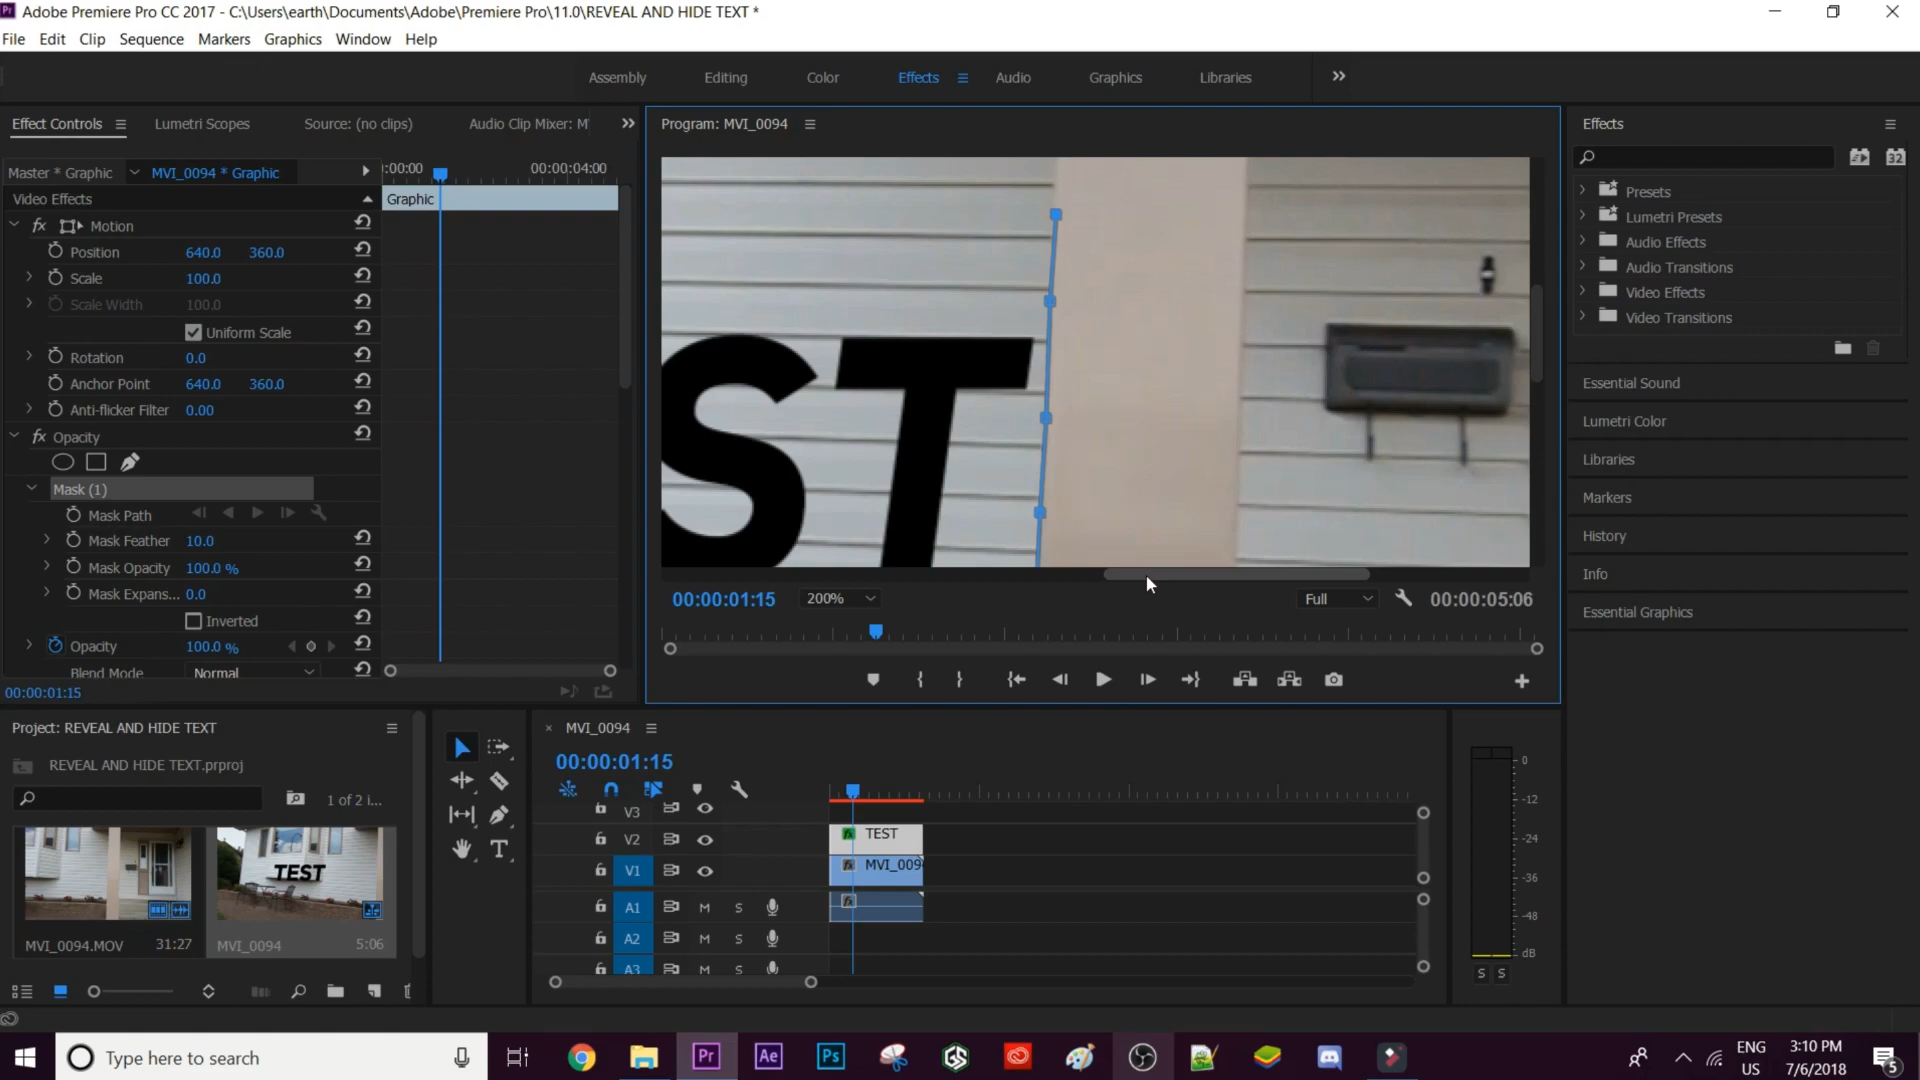 Pr Adobe Premiere Pro CC 2017 - C:\Users\earth\Documents\Adobe\Premiere Pro\11.0\REVEAL AND HIDE TEXT *
File Edit Clip Sequence Markers Graphics Window Help
Assembly Editing Color Effects Audio Graphics Libraries
Effect Controls Lumetri Scopes Source: (no clips) Audio Clip Mixer: M
Program: MVI_0094
Effects
Master * Graphic MVI_0094 * Graphic
:00:00 00:00:04:00
32
Video Effects
Graphic
Motion
Position 640.0 360.0
Scale 100.0
Scale Width 100.0
Uniform Scale
Rotation 0.0
Anchor Point 640.0 360.0
Anti-flicker Filter 0.00
fx Opacity
Mask (1)
Mask Path
Mask Feather 10.0
Mask Opacity 100.0 %
Mask Expans... 0.0
Inverted
Opacity 100.0 %
Blend Mode Normal
00:00:01:15
ST
00:00:01:15 200% Full 00:00:05:06
Presets
Lumetri Presets
Audio Effects
Audio Transitions
Video Effects
Video Transitions
Essential Sound
Lumetri Color
Libraries
Markers
History
Info
Essential Graphics
Project: REVEAL AND HIDE TEXT
REVEAL AND HIDE TEXT.prproj
1 of 2 i...
TEST
MVI_0094.MOV 31:27
MVI_0094 5:06
T
MVI_0094
00:00:01:15
V3
V2 TEST
V1 fx MVI_009
A1 M S fx
A2 M S
A3 M S
0
-12
-24
-36
-48
dB
S S
Type here to search
Pr Ae Ps GS
ENG
US
3:10 PM
7/6/2018
5